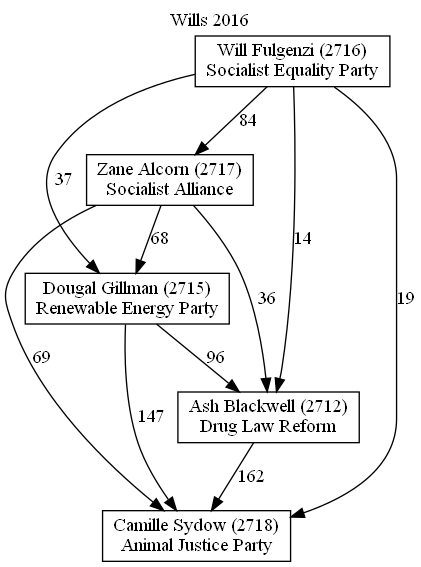 Wills 2016
Will Fulgenzi (2716)
Socialist Equality Party
84
Zane Alcorn (2717)
Socialist Alliance
37
68
14
36
19
Dougal Gillman (2715)
Renewable Energy Party
69
96
147
Ash Blackwell (2712)
Drug Law Reform
162
Camille Sydow (2718)
Animal Justice Party